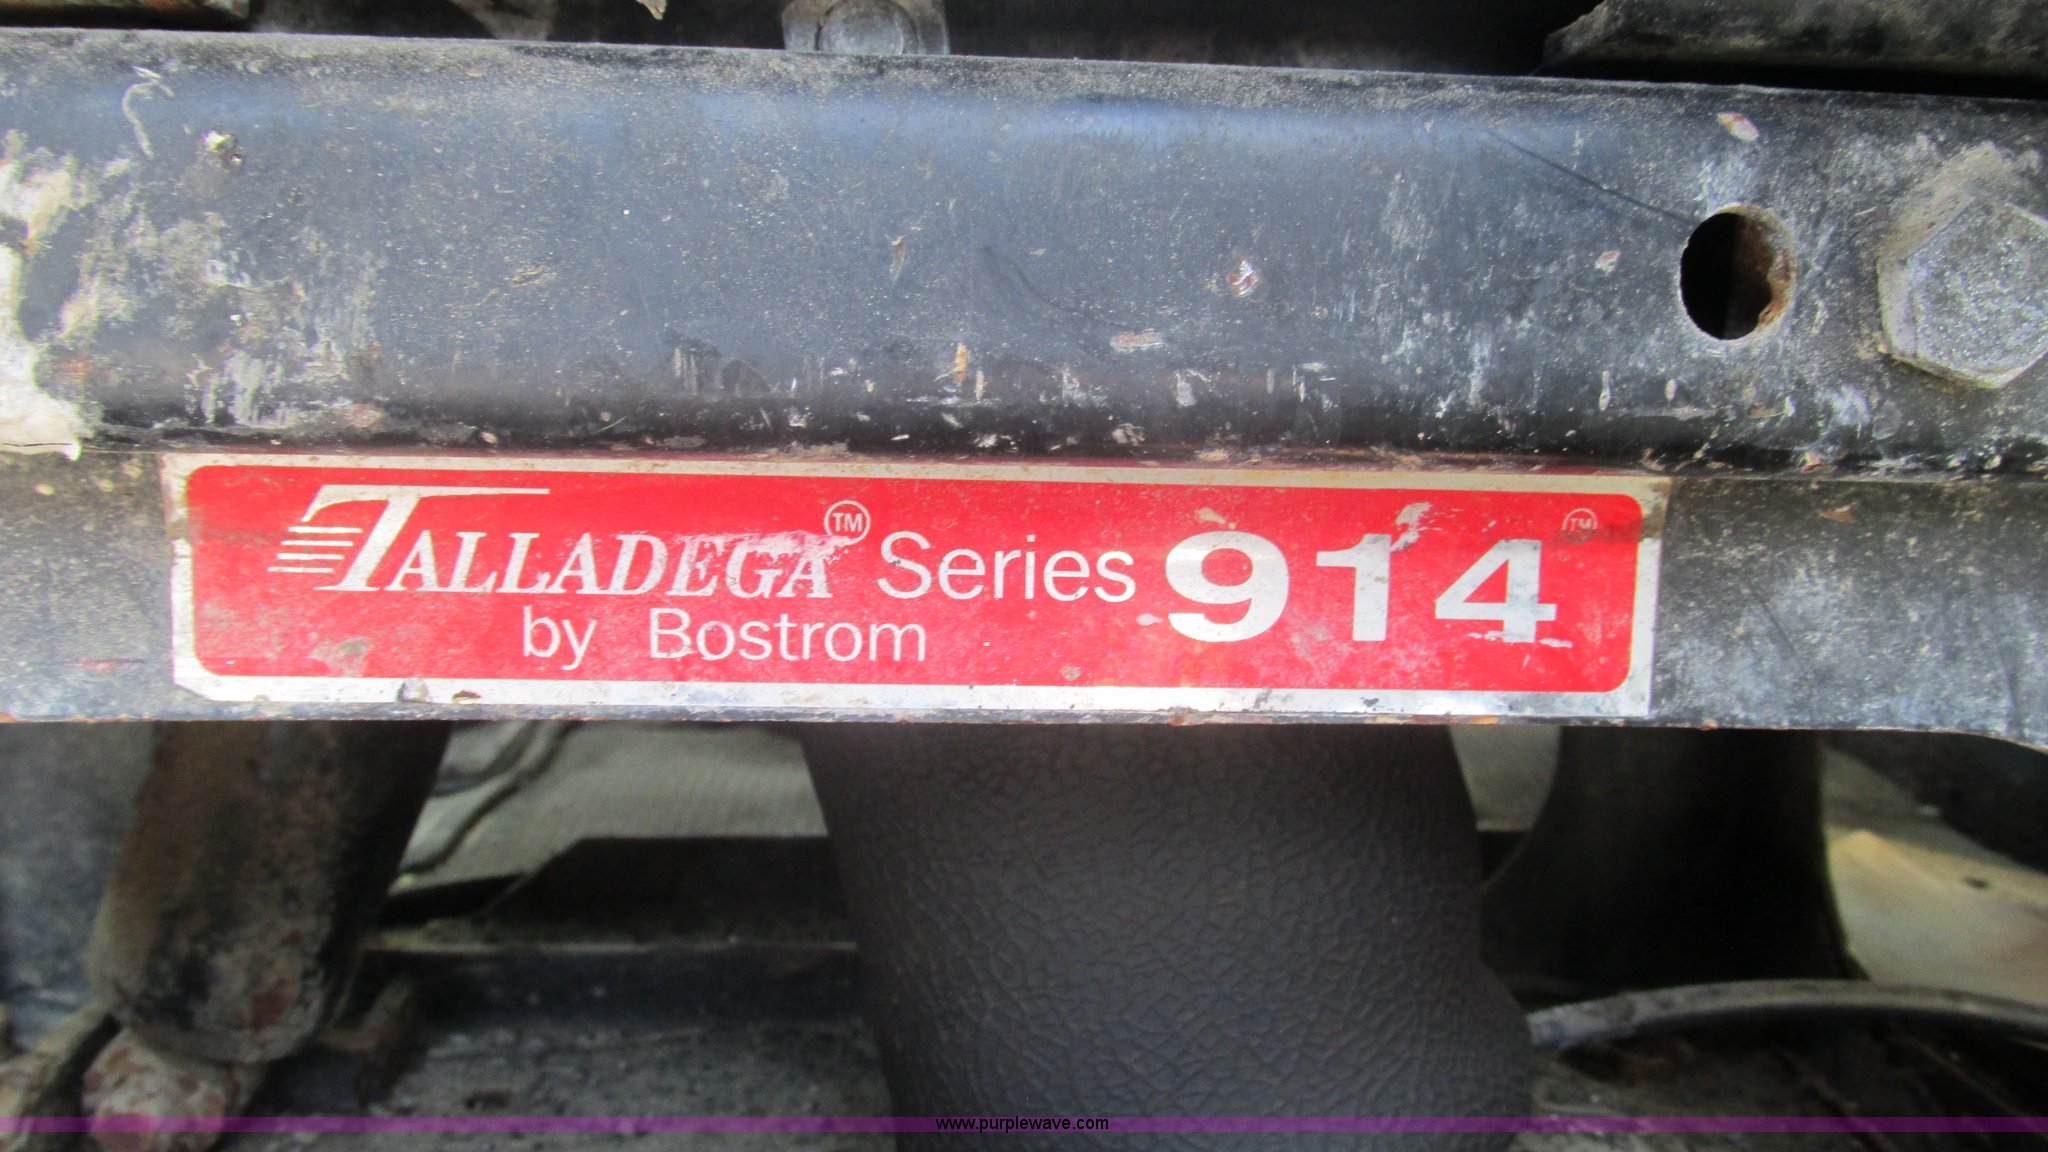 TALLADEGA™ Series 914™
by Bostrom
www.purplewave.com